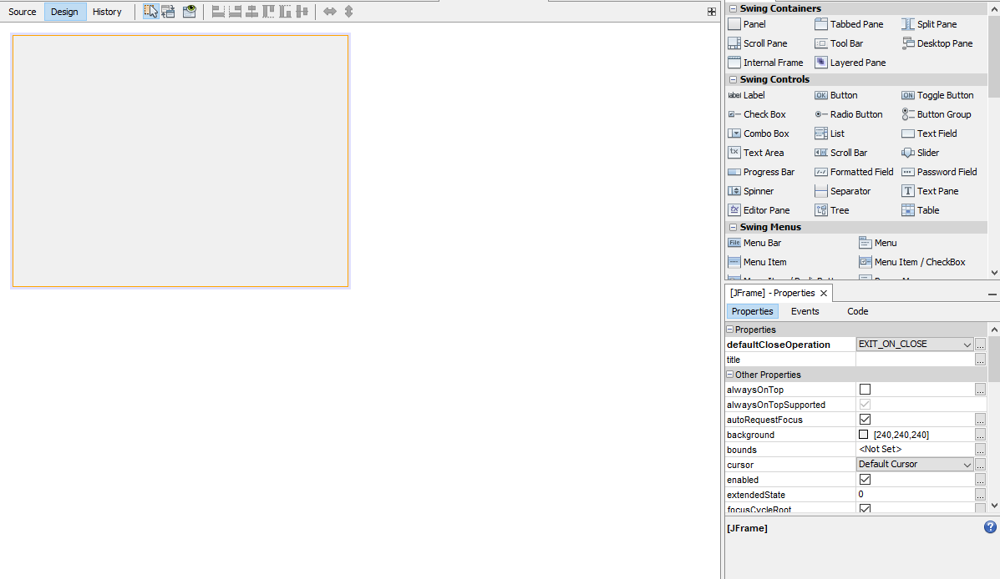 Source Design History
Swing Containers
Panel Tabbed Pane Split Pane
Scroll Pane Tool Bar Desktop Pane
Internal Frame Layered Pane
Swing Controls
label Label OK Button ON Toggle Button
Check Box Radio Button Button Group
Combo Box List Text Field
Text Area Scroll Bar Slider
Progress Bar Formatted Field Password Field
Spinner Separator T Text Pane
Editor Pane Tree Table
Swing Menus
File Menu Bar Menu
Menu Item Menu Item / CheckBox
[JFrame] - Properties
Properties Events Code
Properties
defaultCloseOperation EXIT_ON_CLOSE ...
title ...
Other Properties
alwaysOnTop ...
alwaysOnTopSupported
autoRequestFocus ...
background [240,240,240] ...
bounds <Not Set> ...
cursor Default Cursor ...
enabled ...
extendedState 0 ...
focusCycleRoot
[JFrame] ?